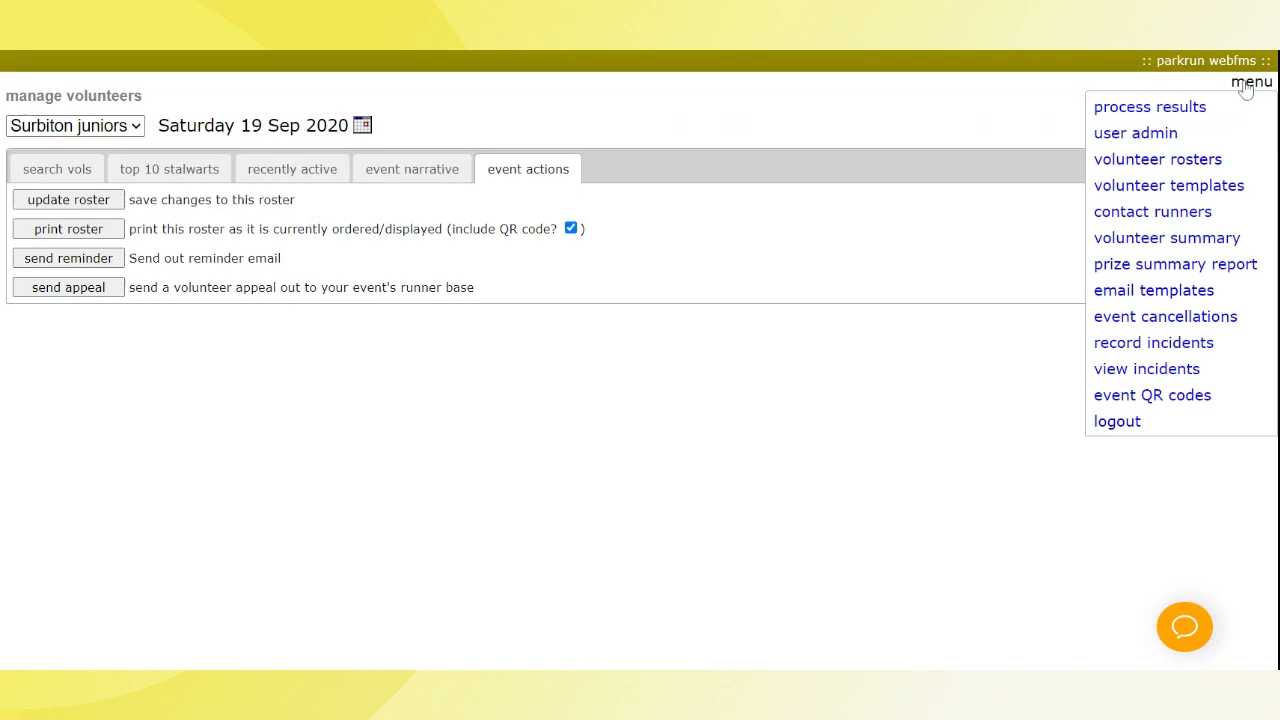 :: parkrun webfms ::
menu
manage volunteers
Surbiton juniors
Saturday 19 Sep 2020
search vols
top 10 stalwarts
recently active
event narrative
event actions
update roster save changes to this roster
print roster print this roster as it is currently ordered/displayed (include QR code? )
send reminder Send out reminder email
send appeal send a volunteer appeal out to your event's runner base
process results
user admin
volunteer rosters
volunteer templates
contact runners
volunteer summary
prize summary report
email templates
event cancellations
record incidents
view incidents
event QR codes
logout